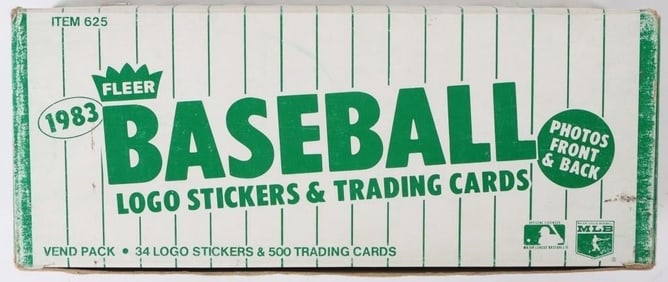 ITEM 625
FLEER
1983
BASEBALL
LOGO STICKERS & TRADING CARDS
PHOTOS
FRONT
& BACK
VEND PACK • 34 LOGO STICKERS & 500 TRADING CARDS
MLB